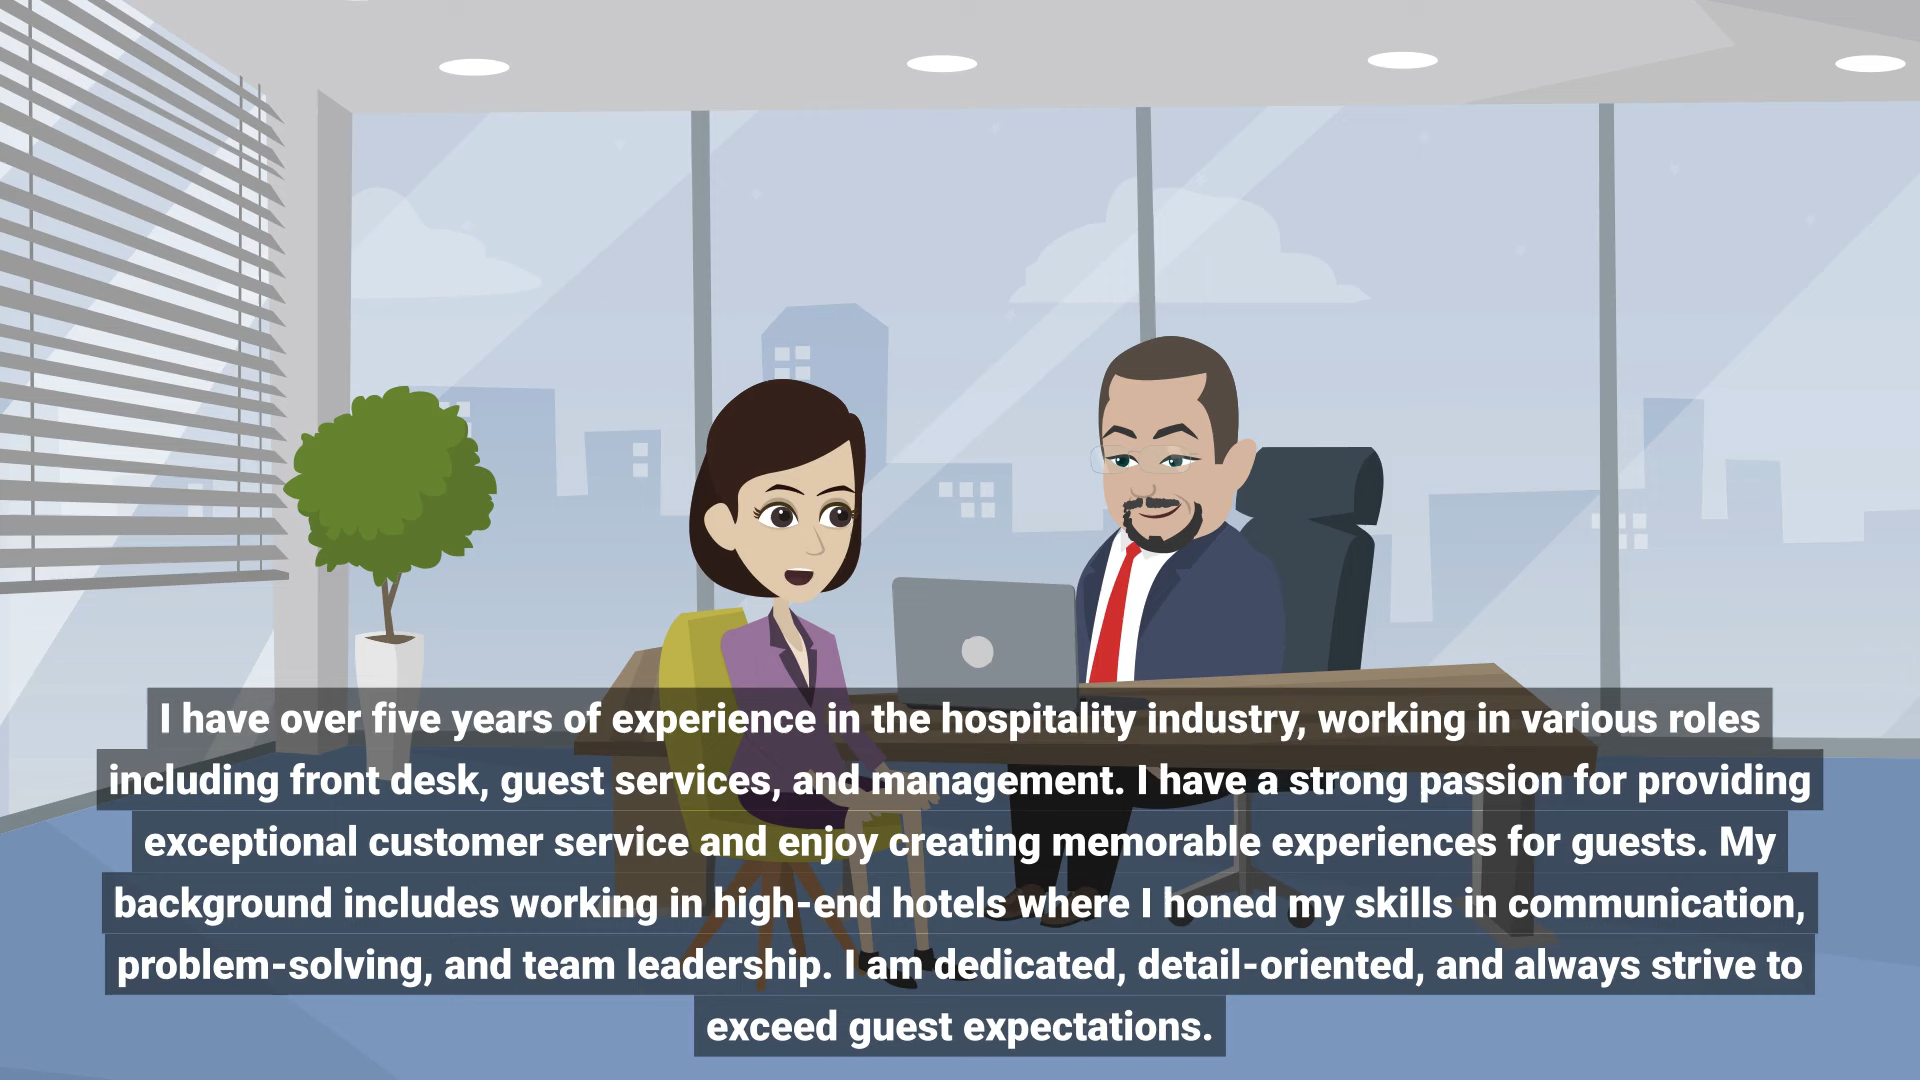 I have over five years of experience in the hospitality industry, working in various roles
including front desk, guest services, and management. I have a strong passion for providing
exceptional customer service and enjoy creating memorable experiences for guests. My
background includes working in high-end hotels where I honed my skills in communication,
problem-solving, and team leadership. I am dedicated, detail-oriented, and always strive to
exceed guest expectations.